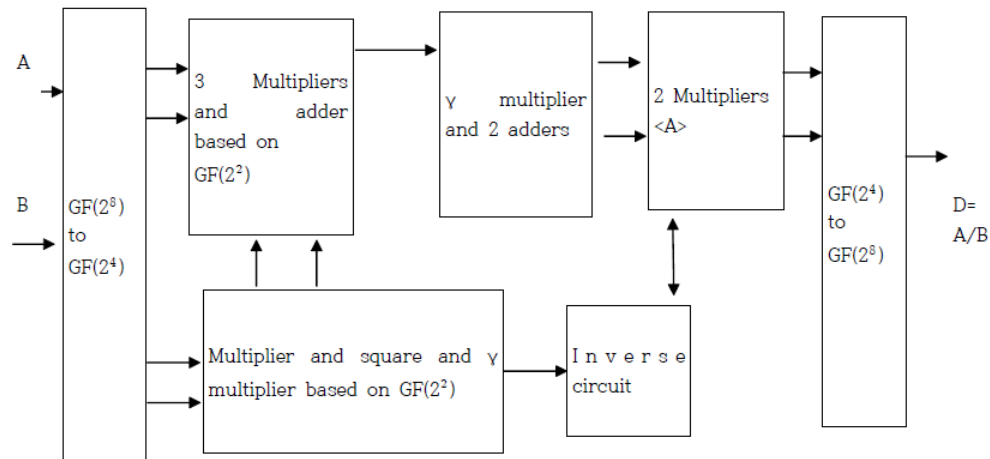 A
B
GF(2⁸)
to
GF(2⁴)
3 Multipliers
and adder
based on
GF(2²)
γ multiplier
and 2 adders
2 Multipliers
<A>
GF(2⁴)
to
GF(2⁸)
D=
A/B
Multiplier and square and γ
multiplier based on GF(2²)
Inverse
circuit